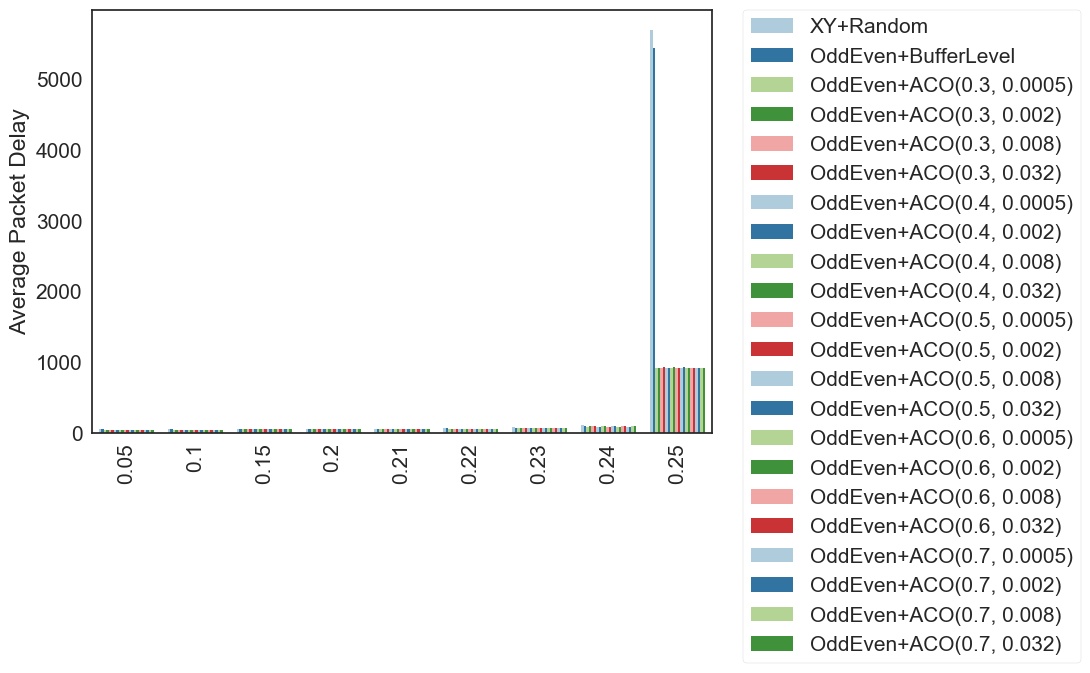 Average Packet Delay
5000
4000
3000
2000
1000
0
0.05
0.1
0.15
0.2
0.21
0.22
0.23
0.24
0.25
XY+Random
OddEven+BufferLevel
OddEven+ACO(0.3, 0.0005)
OddEven+ACO(0.3, 0.002)
OddEven+ACO(0.3, 0.008)
OddEven+ACO(0.3, 0.032)
OddEven+ACO(0.4, 0.0005)
OddEven+ACO(0.4, 0.002)
OddEven+ACO(0.4, 0.008)
OddEven+ACO(0.4, 0.032)
OddEven+ACO(0.5, 0.0005)
OddEven+ACO(0.5, 0.002)
OddEven+ACO(0.5, 0.008)
OddEven+ACO(0.5, 0.032)
OddEven+ACO(0.6, 0.0005)
OddEven+ACO(0.6, 0.002)
OddEven+ACO(0.6, 0.008)
OddEven+ACO(0.6, 0.032)
OddEven+ACO(0.7, 0.0005)
OddEven+ACO(0.7, 0.002)
OddEven+ACO(0.7, 0.008)
OddEven+ACO(0.7, 0.032)